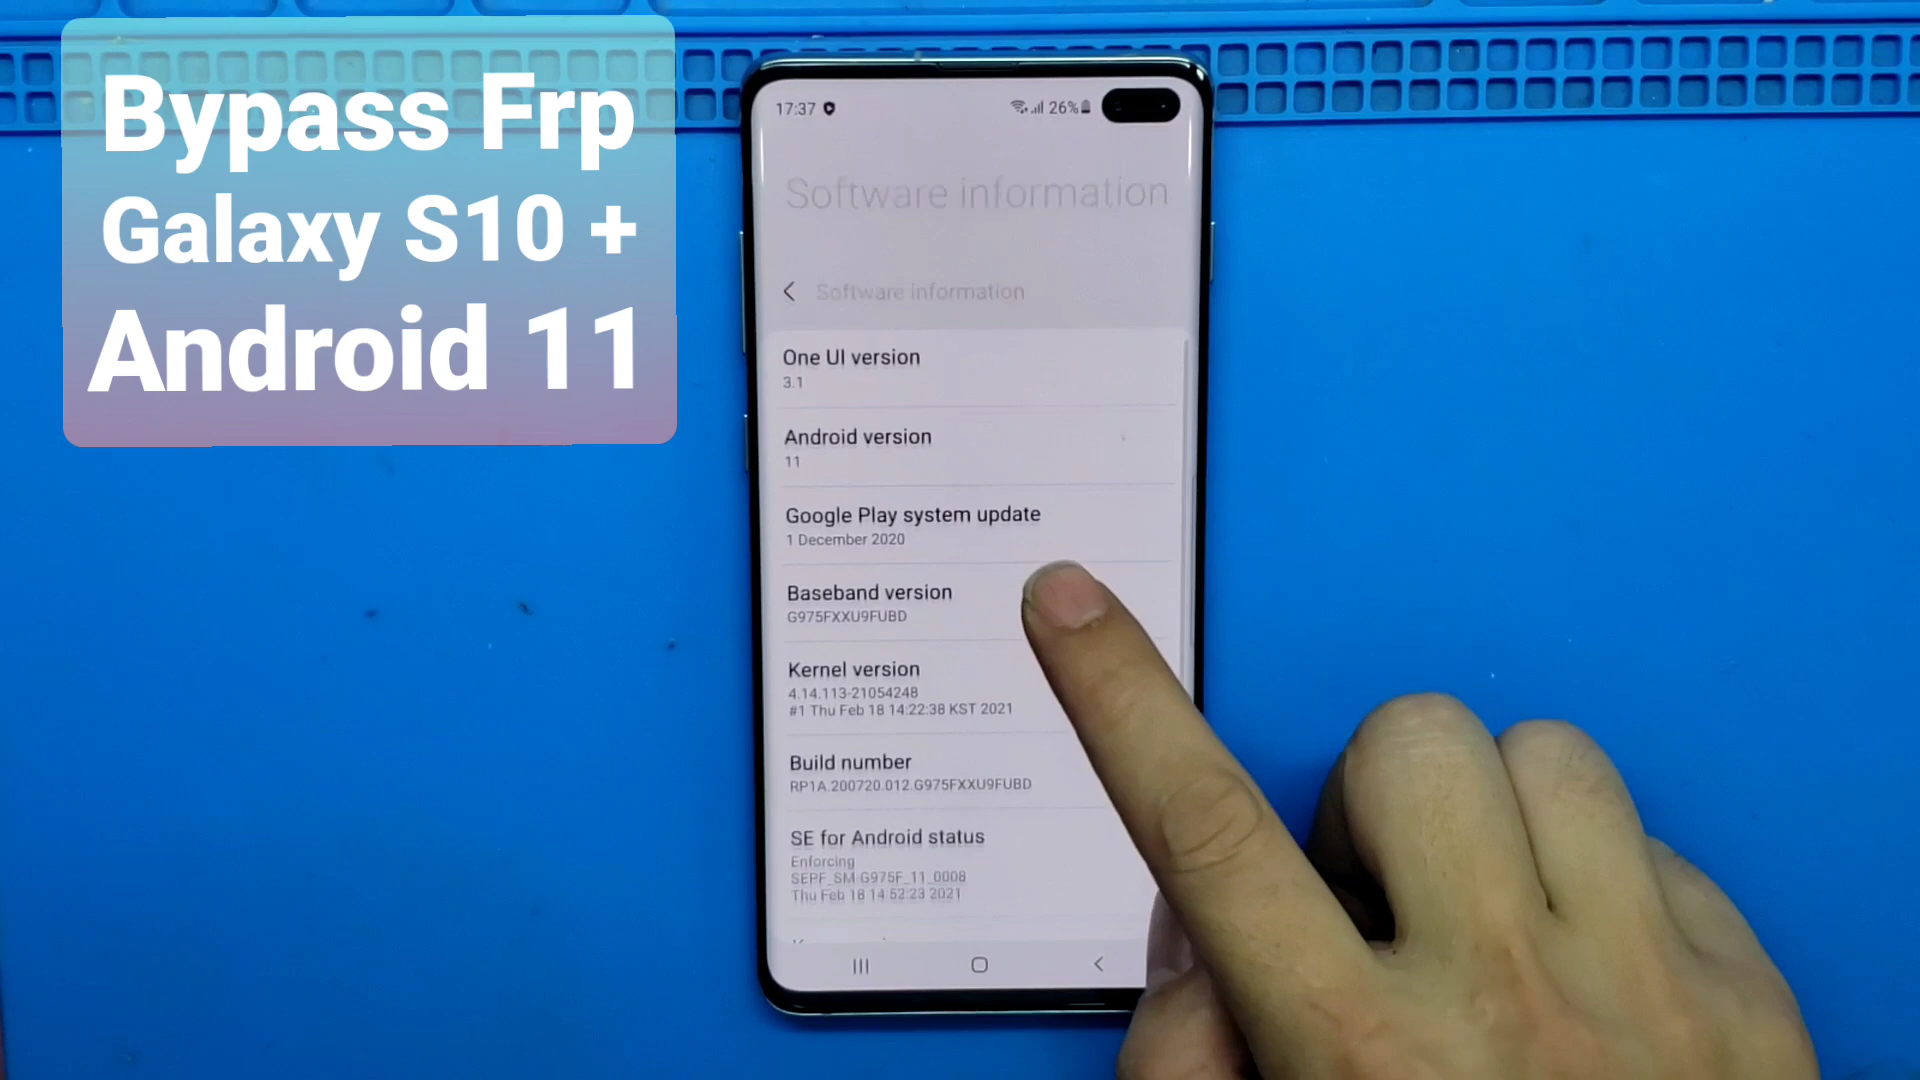 Bypass Frp
Galaxy S10 +
Android 11
17:37
26%
Software information
Software information
One UI version
3.1
Android version
11
Google Play system update
1 December 2020
Baseband version
G975FXXU9FUBD
Kernel version
4.14.113-21054248
#1 Thu Feb 18 14:22:38 KST 2021
Build number
RP1A.200720.012.G975FXXU9FUBD
SE for Android status
Enforcing
SEPF_SM-G975F_11_0008
Thu Feb 18 14:52:23 2021